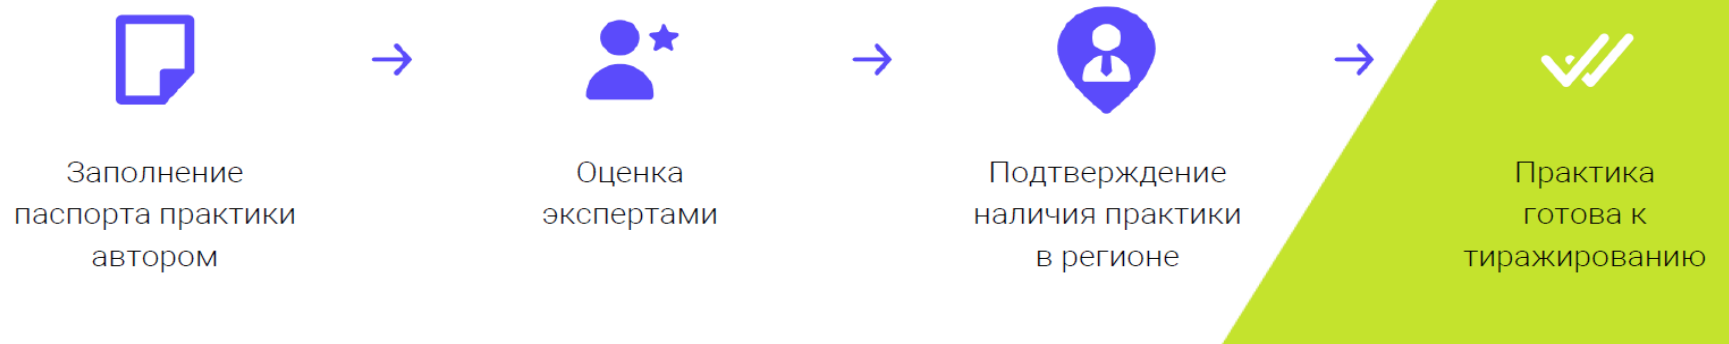 Заполнение
паспорта практики
автором
Оценка
экспертами
Подтверждение
наличия практики
в регионе
Практика
готова к
тиражированию